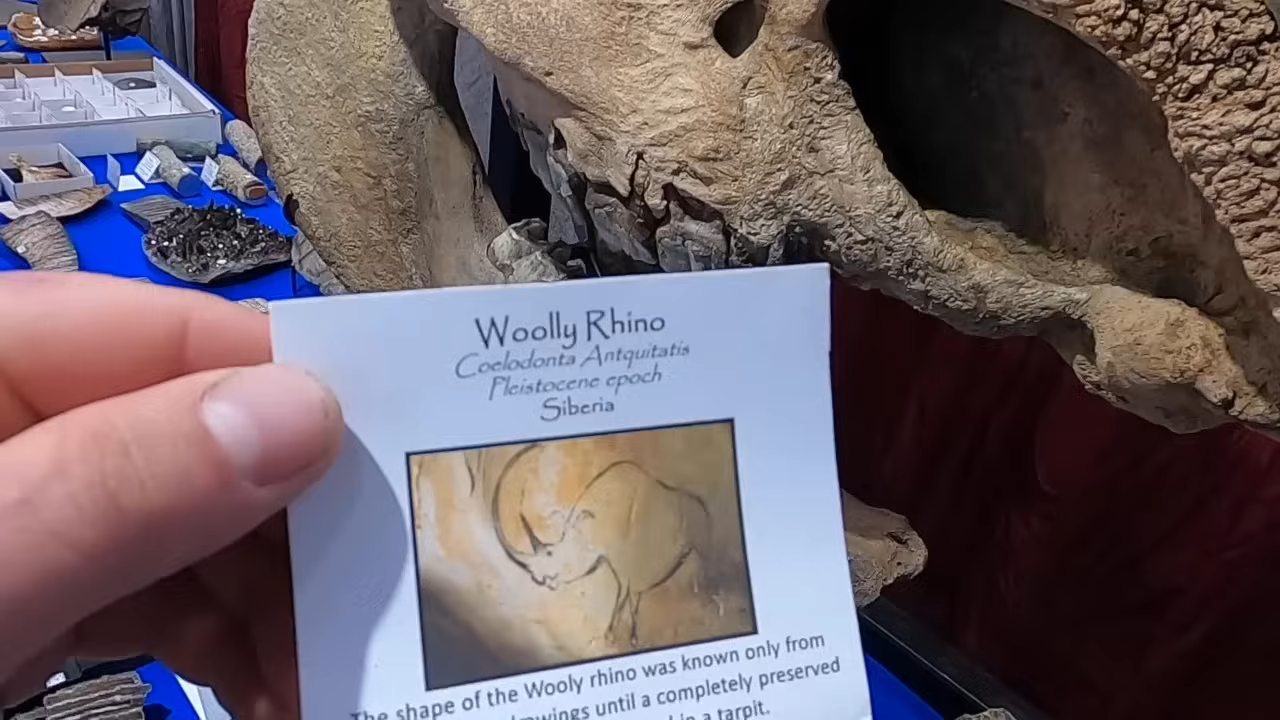 Woolly Rhino
Coelodonta Antquitatis
Pleistocene epoch
Siberia
The shape of the Wooly rhino was known only from
drawings until a completely preserved
in a tarpit.